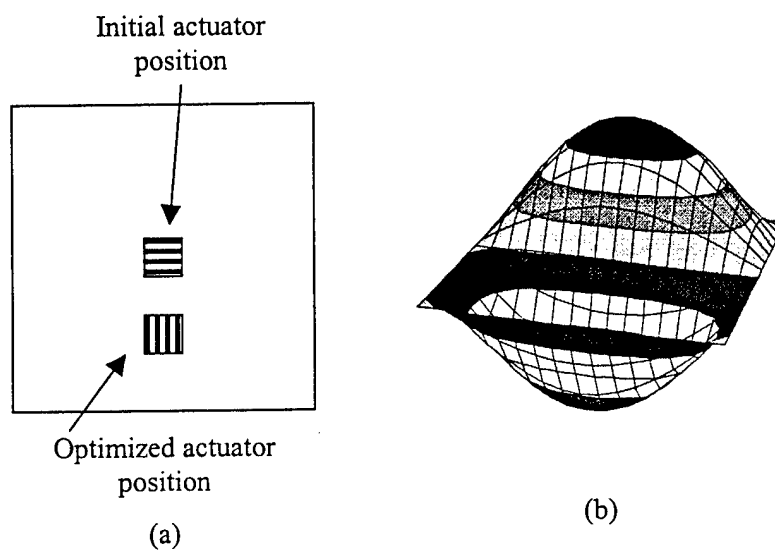 Initial actuator
position
Optimized actuator
position
(a)
(b)